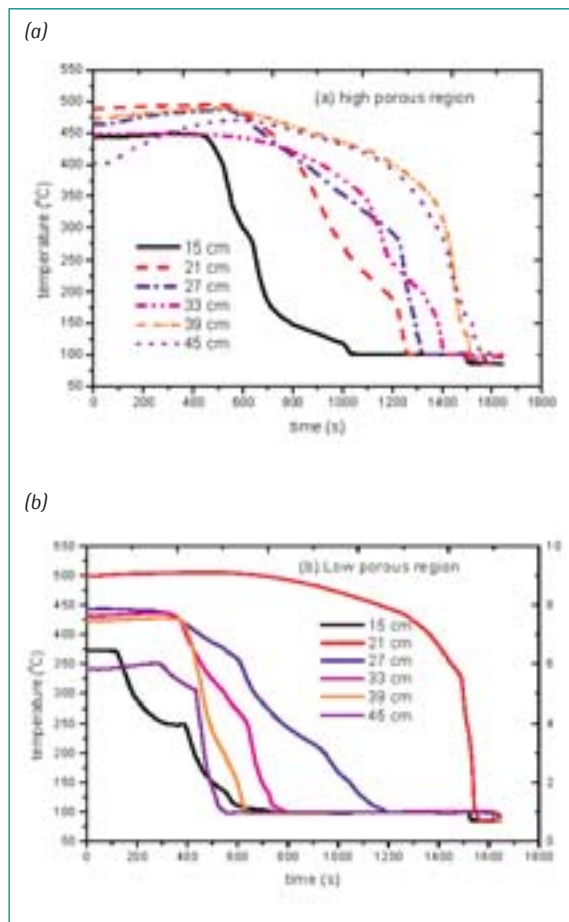 (a)
550
500
450
400
350
300
250
200
150
100
50
temperature (°C)
(a) high porous region
15 cm
21 cm
27 cm
33 cm
39 cm
45 cm
0 200 400 600 800 1000 1200 1400 1600 1800
time (s)
(b)
550
500
450
400
350
300
250
200
150
100
50
temperature (°C)
(b) Low porous region
15 cm
21 cm
27 cm
33 cm
39 cm
45 cm
10
8
6
4
2
0
0 200 400 600 800 1000 1200 1400 1600 1800
time (s)